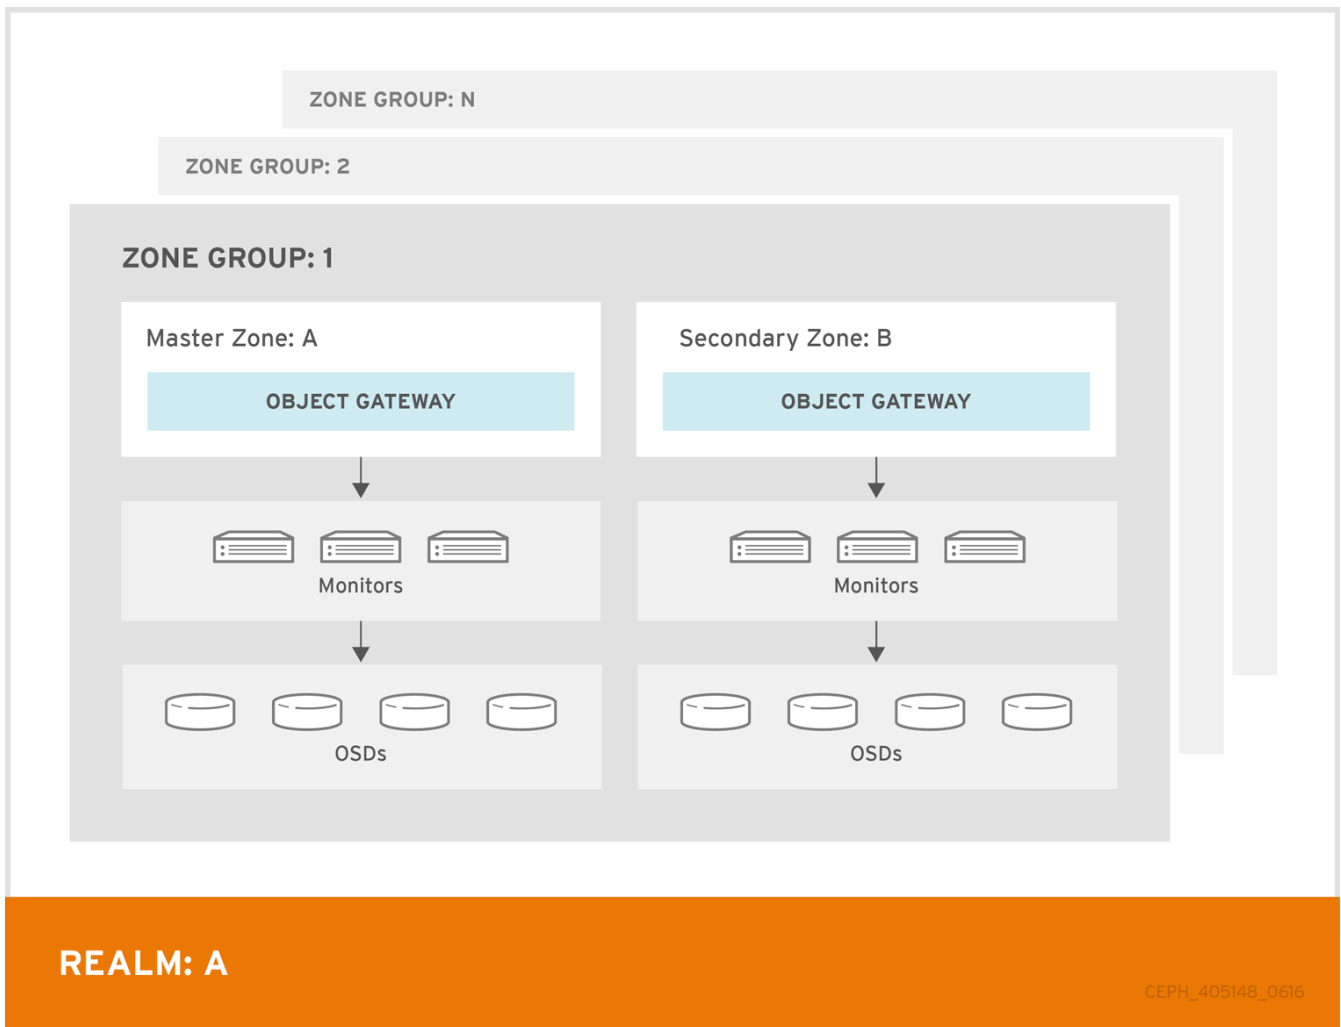 ZONE GROUP: N
ZONE GROUP: 2
ZONE GROUP: 1
Master Zone: A
OBJECT GATEWAY
Monitors
OSDs
Secondary Zone: B
OBJECT GATEWAY
Monitors
OSDs
REALM: A
CEPH_405148_0616